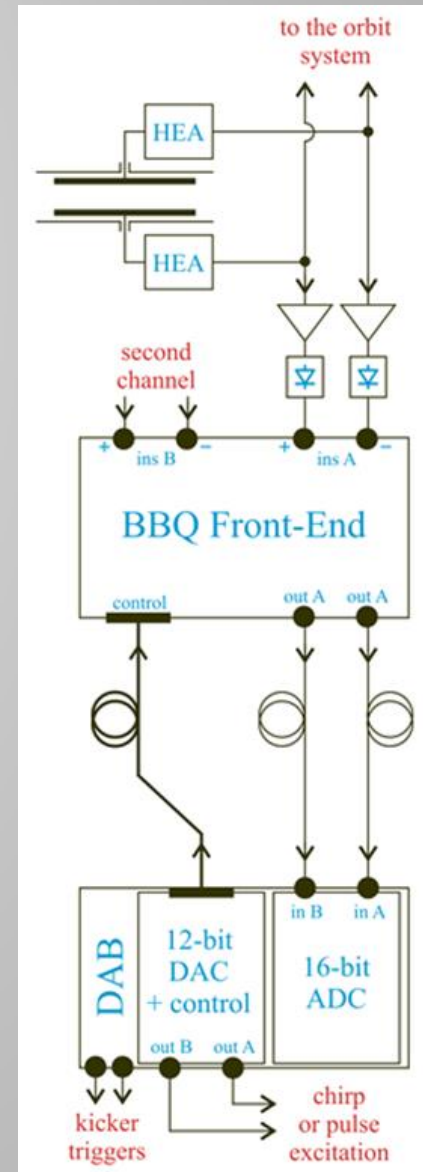 to the orbit
system
HEA
HEA
second
channel
+ ins B - + ins A -
BBQ Front-End
control out A out A
in B in A
DAB
12-bit
DAC
+ control
16-bit
ADC
out B out A
kicker
triggers
chirp
or pulse
excitation